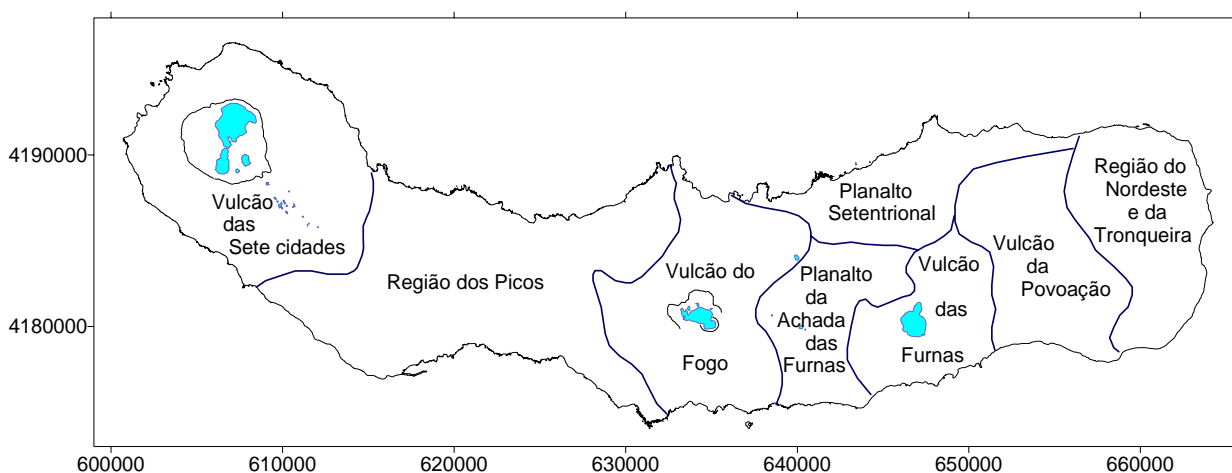 4190000
4180000
Vulcão
das
Sete cidades
Região dos Picos
Vulcão do
Fogo
Planalto
da
Achada
das
Furnas
Planalto
Setentrional
Vulcão
das
Furnas
Vulcão
da
Povoação
Região do
Nordeste
e da
Tronqueira
600000
610000
620000
630000
640000
650000
660000